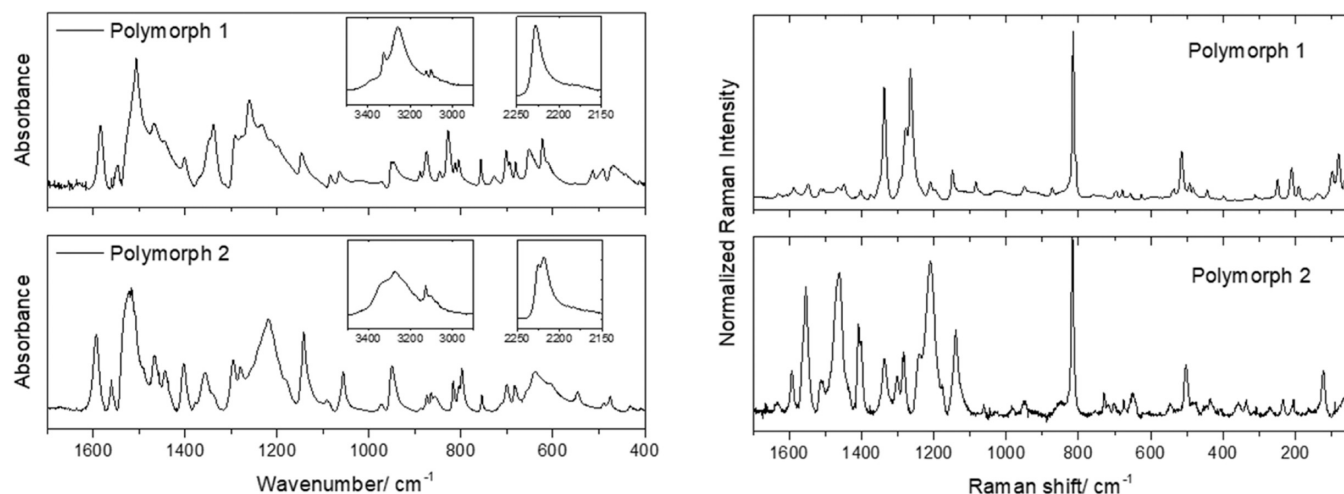 Polymorph 1
Absorbance
3400 3200 3000
2250 2200 2150
Polymorph 2
Absorbance
3400 3200 3000
2250 2200 2150
1600 1400 1200 1000 800 600 400
Wavenumber/ cm⁻¹
Polymorph 1
Normalized Raman Intensity
Polymorph 2
1600 1400 1200 1000 800 600 400 200
Raman shift/ cm⁻¹